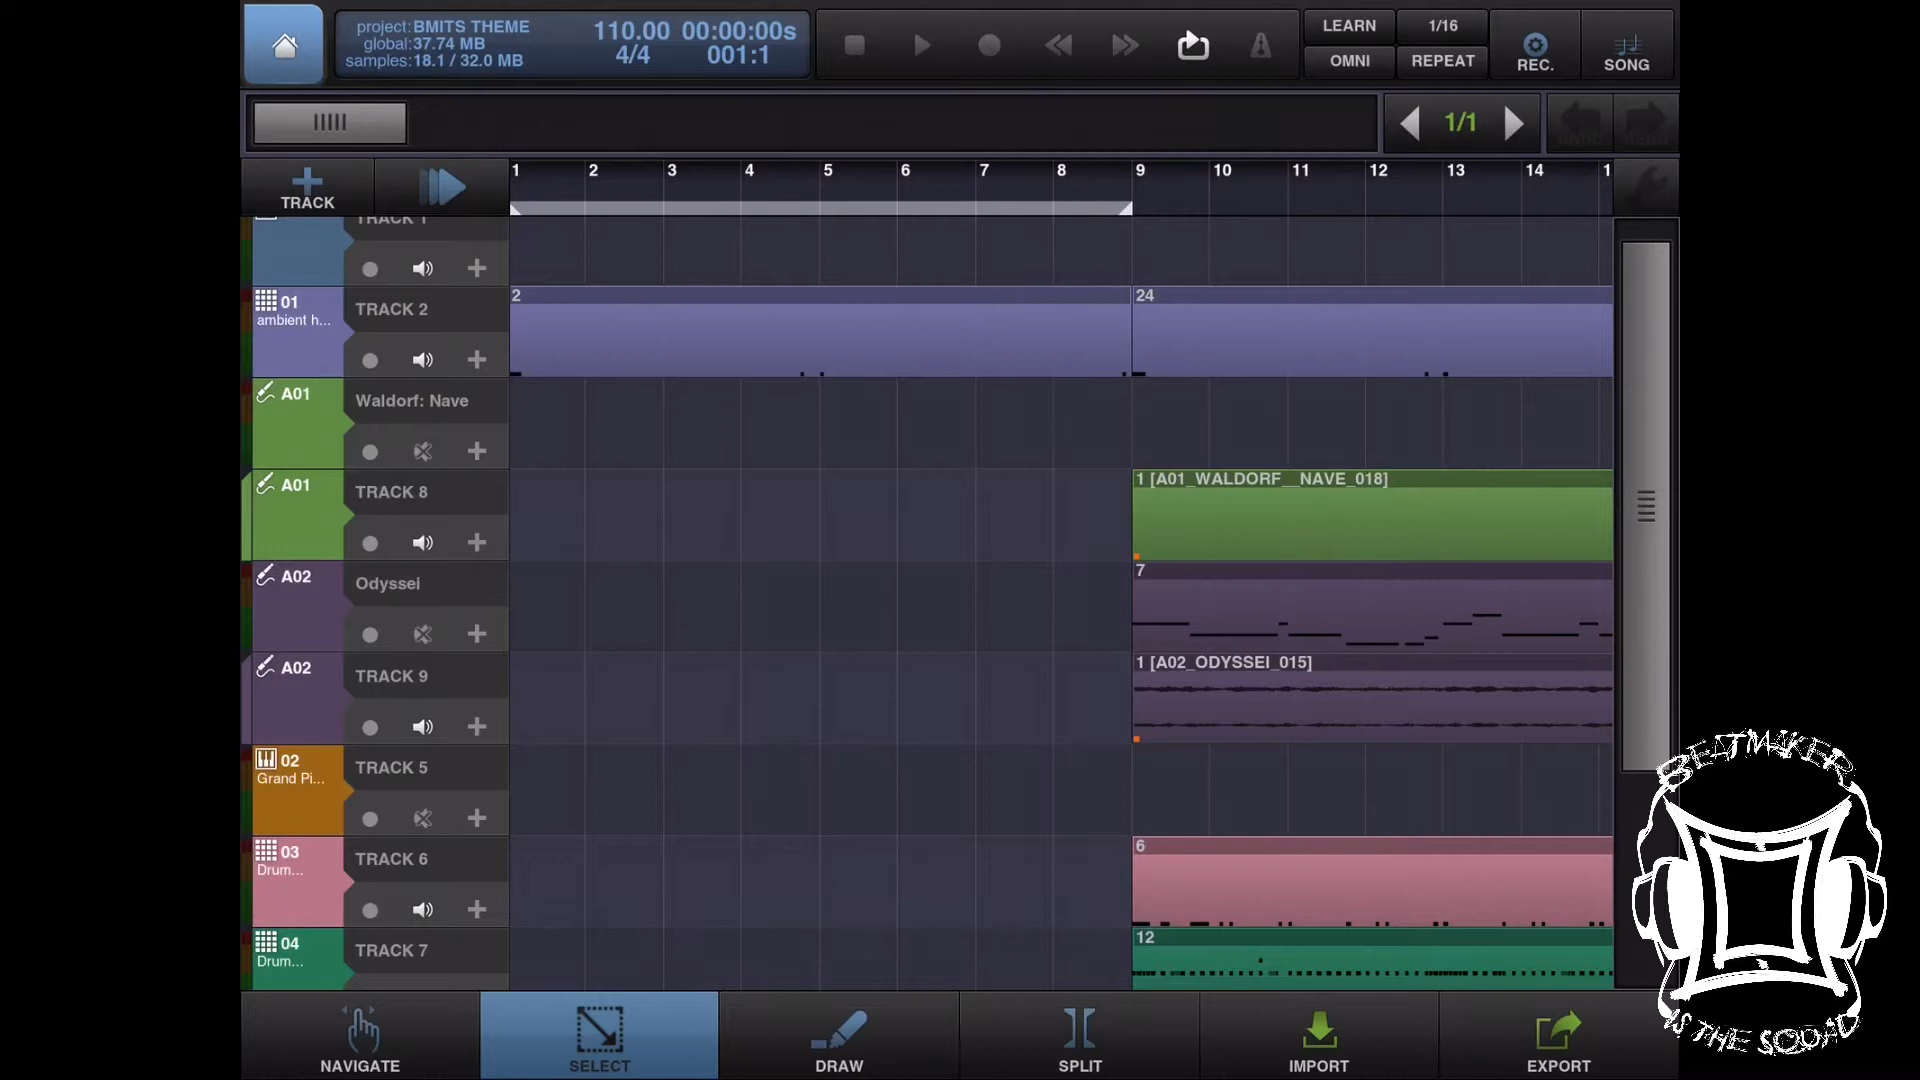 project:BMITS THEME
global:37.74 MB
samples:18.1 / 32.0 MB
110.00 00:00:00s
4/4 001:1
LEARN
1/16
OMNI
REPEAT
REC.
SONG
1/1
TRACK
1 2 3 4 5 6 7 8 9 10 11 12 13 14 1
TRACK 1
01
ambient h...
TRACK 2
2
24
A01
Waldorf: Nave
A01
TRACK 8
1 [A01_WALDORF__NAVE_018]
A02
Odyssei
7
A02
TRACK 9
1 [A02_ODYSSEI_015]
02
Grand Pi...
TRACK 5
03
Drum...
TRACK 6
6
04
Drum...
TRACK 7
12
NAVIGATE
SELECT
DRAW
SPLIT
IMPORT
EXPORT
BEATMAKER
IS THE SQUAD